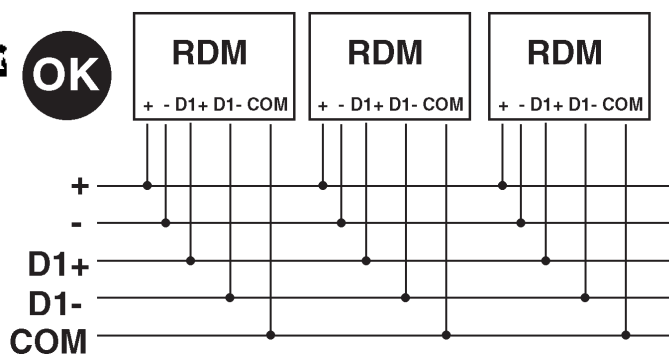 OK
RDM RDM RDM
+ - D1+ D1- COM + - D1+ D1- COM + - D1+ D1- COM
+
-
D1+
D1-
COM